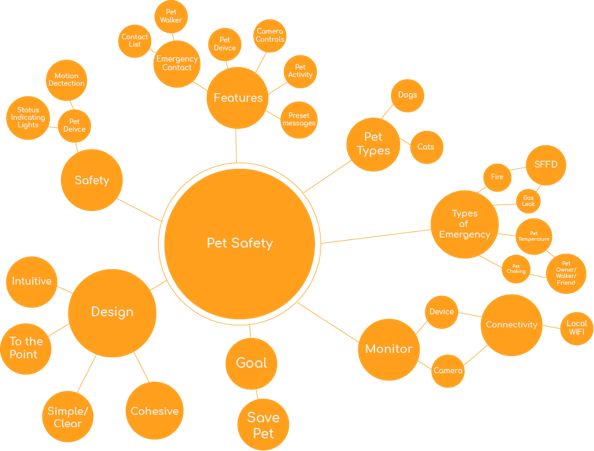 Pet
Walker
Contact
List
Emergency
Contact
Pet
Deivce
Camera
Controls
Pet
Activity
Preset
messages
Features
Motion
Dectection
Status
Indicating
Lights
Pet
Deivce
Safety
Dogs
Pet
Types
Cats
Pet Safety
Types
of
Emergency
Fire
SFFD
Gas
Leak
Pet
Temperature
Pet
Choking
Pet
Owner/
Walker/
Friend
Intuitive
Design
To the
Point
Simple/
Clear
Cohesive
Goal
Save
Pet
Monitor
Device
Camera
Connectivity
Local
WIFI